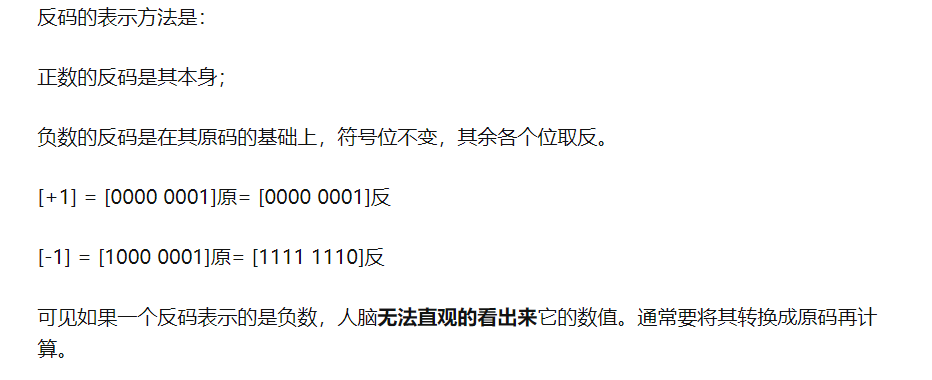 反码的表示方法是:
正数的反码是其本身；
负数的反码是在其原码的基础上，符号位不变，其余各个位取反。
[+1] = [0000 0001]原= [0000 0001]反
[-1] = [1000 0001]原= [1111 1110]反
可见如果一个反码表示的是负数，人脑无法直观的看出来它的数值。通常要将其转换成原码再计
算。